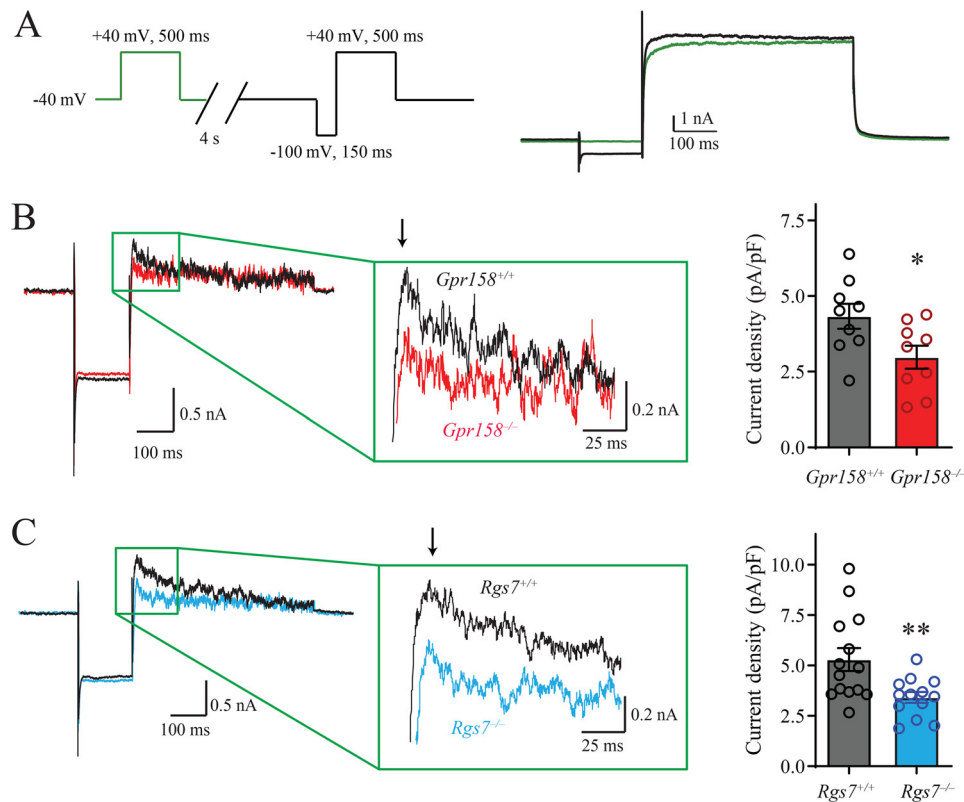 A
+40 mV, 500 ms
+40 mV, 500 ms
-40 mV
4 s
-100 mV, 150 ms
1 nA
100 ms
B
Gpr158+/+
Gpr158–/–
0.5 nA
100 ms
0.2 nA
25 ms
Current density (pA/pF)
7.5
5.0
2.5
0.0
*
Gpr158+/+ Gpr158–/–
C
Rgs7+/+
Rgs7–/–
0.5 nA
100 ms
0.2 nA
25 ms
Current density (pA/pF)
10.0
7.5
5.0
2.5
0.0
**
Rgs7+/+ Rgs7–/–